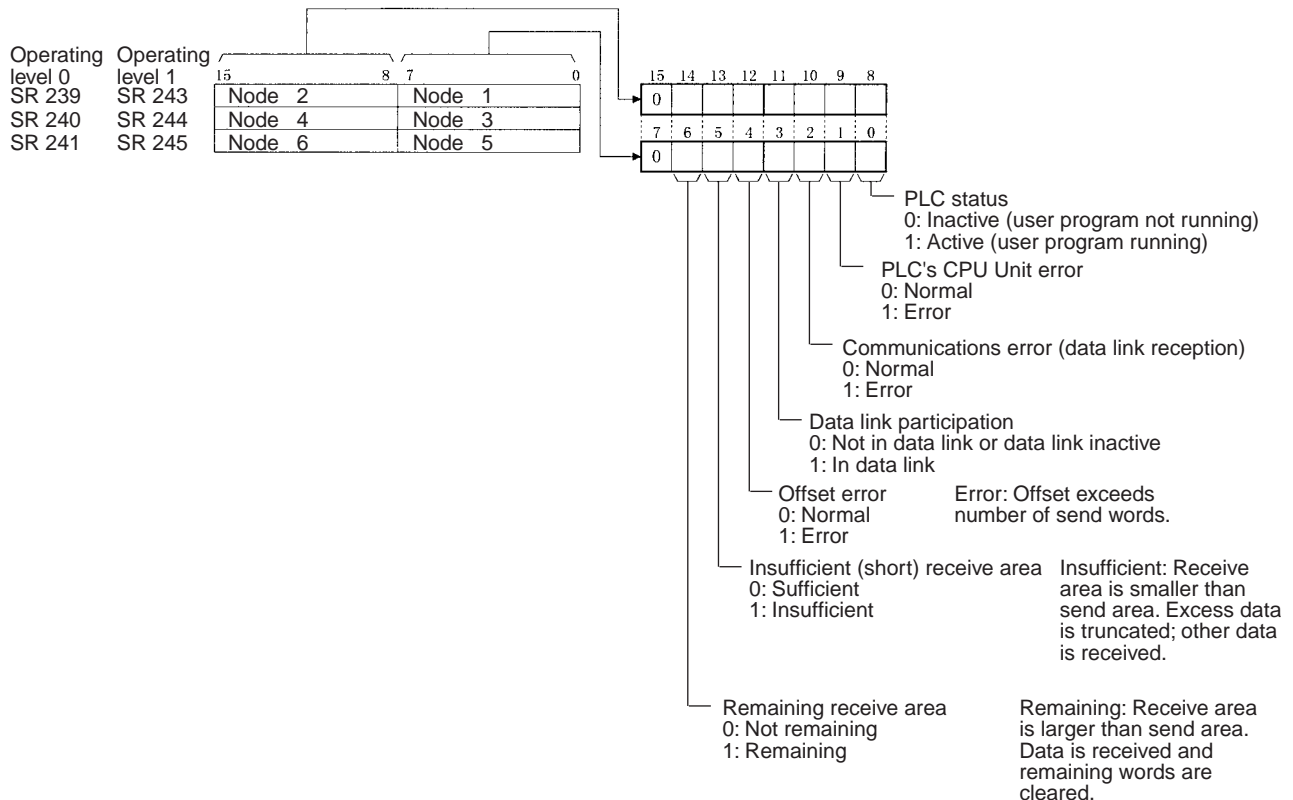 Operating Operating
level 0 level 1 15 8 7 0
SR 239 SR 243 Node 2 Node 1
SR 240 SR 244 Node 4 Node 3
SR 241 SR 245 Node 6 Node 5
15 14 13 12 11 10 9 8
0
7 6 5 4 3 2 1 0
0
PLC status
0: Inactive (user program not running)
1: Active (user program running)
PLC's CPU Unit error
0: Normal
1: Error
Communications error (data link reception)
0: Normal
1: Error
Data link participation
0: Not in data link or data link inactive
1: In data link
Offset error
0: Normal
1: Error
Error: Offset exceeds
number of send words.
Insufficient (short) receive area
0: Sufficient
1: Insufficient
Insufficient: Receive
area is smaller than
send area. Excess data
is truncated; other data
is received.
Remaining receive area
0: Not remaining
1: Remaining
Remaining: Receive area
is larger than send area.
Data is received and
remaining words are
cleared.